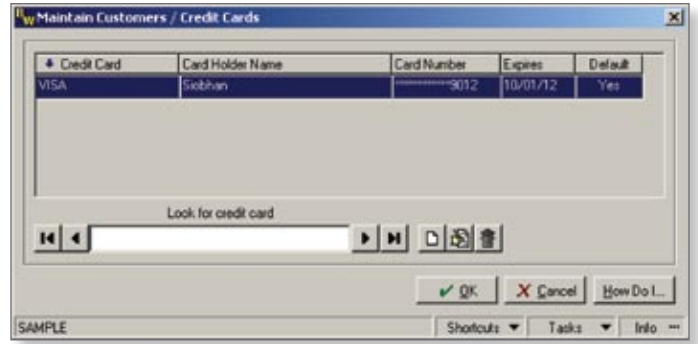 Maintain Customers / Credit Cards
Credit Card Card Holder Name Card Number Expires Default
VISA Siobhan ************9012 10/01/12 Yes
Look for credit card
OK Cancel How Do I...
SAMPLE Shortcuts Tasks Info